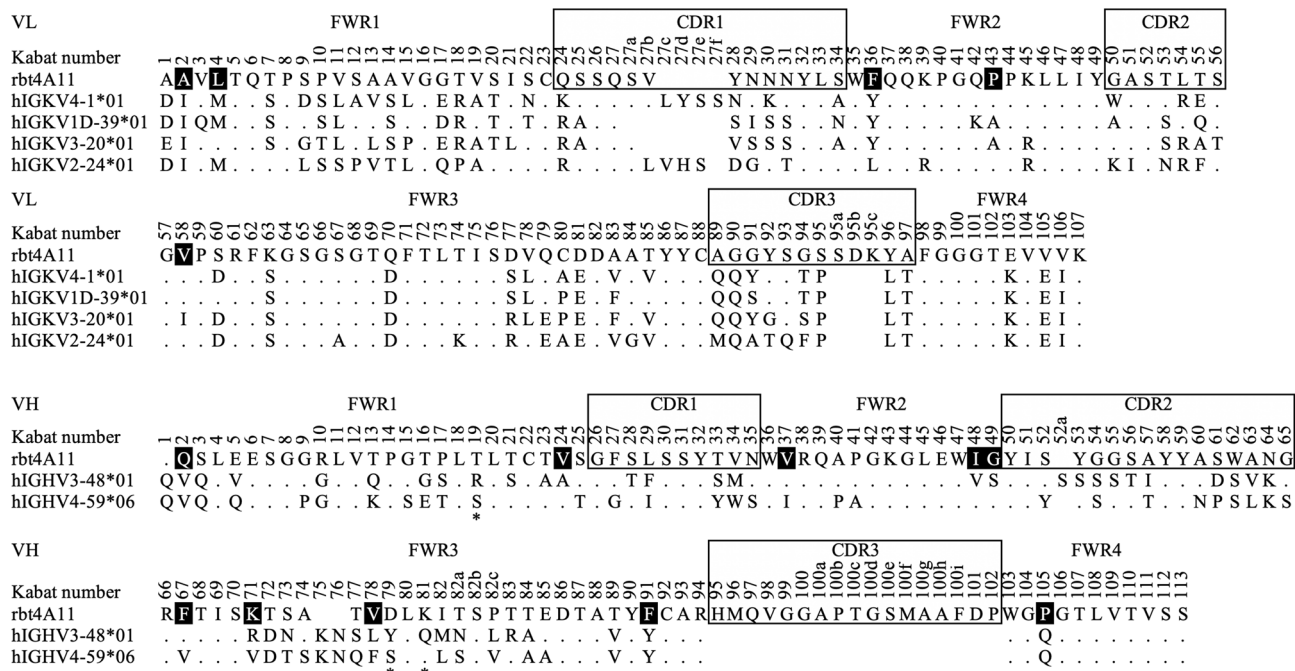 VL FWR1 CDR1 FWR2 CDR2
Kabat number 1 2 3 4 5 6 7 8 9 10 11 12 13 14 15 16 17 18 19 20 21 22 23 24 25 26 27 27a 27b 27c 27d 27e 27f 28 29 30 31 32 33 34 35 36 37 38 39 40 41 42 43 44 45 46 47 48 49 50 51 52 53 54 55 56
rbt4A11 A A V L T Q T P S P V S A A V G G T V S I S C Q S S Q S V Y N N N Y L S W F Q Q K P G Q P P K L L I Y G A S T L T S
hIGKV4-1*01 D I . M . . S . D S L A V S L . E R A T . N . K . . . . L Y S S N . K . . A . Y . . . . . . . . . . . . . W . . R E .
hIGKV1D-39*01 D I Q M . . S . . S L . . S . . D R . T . T . R A . . S I S S . N . Y . . . . . K A . . . . . . A . . S . Q .
hIGKV3-20*01 E I . . . . S . G T L . L S P . E R A T L . . R A . . V S S S . A . Y . . . . . . A . R . . . . . . . S R A T
hIGKV2-24*01 D I . M . . . L S S P V T L . Q P A . . . . R . . . L V H S D G . T . . . L . R . . . . . . R . . . . K I . N R F .
VL FWR3 CDR3 FWR4
Kabat number 57 58 59 60 61 62 63 64 65 66 67 68 69 70 71 72 73 74 75 76 77 78 79 80 81 82 83 84 85 86 87 88 89 90 91 92 93 94 95 95a 95b 95c 96 97 98 99 100 101 102 103 104 105 106 107
rbt4A11 G V P S R F K G S G S G T Q F T L T I S D V Q C D D A A T Y Y C A G G Y S G S S D K Y A F G G G T E V V V K
hIGKV4-1*01 . . . D . . S . . . . . . D . . . . . . S L . A E . V . V . . . Q Q Y . . T P L T . . . . . K . E I .
hIGKV1D-39*01 . . . . . . S . . . . . . D . . . . . . S L . P E . F . . . . . Q Q S . . T P L T . . . . . K . E I .
hIGKV3-20*01 . I . D . . S . . . . . . D . . . . . . R L E P E . F . V . . . Q Q Y G . S P L T . . . . . K . E I .
hIGKV2-24*01 . . . D . . S . . . A . . D . . . K . . R . E A E . V G V . . . M Q A T Q F P L T . . . . . K . E I .
VH FWR1 CDR1 FWR2 CDR2
Kabat number 1 2 3 4 5 6 7 8 9 10 11 12 13 14 15 16 17 18 19 20 21 22 23 24 25 26 27 28 29 30 31 32 33 34 35 36 37 38 39 40 41 42 43 44 45 46 47 48 49 50 51 52 52a 53 54 55 56 57 58 59 60 61 62 63 64 65
rbt4A11 . Q S L E E S G G R L V T P G T P L T L T C T V S G F S L S S Y T V N W V R Q A P G K G L E W I G Y I S Y G G S A Y Y A S W A N G
hIGHV3-48*01 Q V Q . V . . . . G . . Q . G S . R . S . A A . . . T F . . . S M . . . . . . . . . . . . . V S . . . S S S S T I . . D S V K .
hIGHV4-59*06 Q V Q . Q . . . P G . . K . S E T . S . . . . . T . G . I . . Y W S . I . . P A . . . . . . . . . . Y . S . . T . . N P S L K S
*
VH FWR3 CDR3 FWR4
Kabat number 66 67 68 69 70 71 72 73 74 75 76 77 78 79 80 81 82 82a 82b 82c 83 84 85 86 87 88 89 90 91 92 93 94 95 96 97 98 99 100 100a 100b 100c 100d 100e 100f 100g 100h 100i 101 102 103 104 105 106 107 108 109 110 111 112 113
rbt4A11 R F T I S K T S A T V D L K I T S P T T E D T A T Y F C A R H M Q V G G A P T G S M A A F D P W G P G T L V T V S S
hIGHV3-48*01 . . . . . R D N . K N S L Y . Q M N . L R A . . . . V . Y . . . . . Q . . . . . . . .
hIGHV4-59*06 . V . . . V D T S K N Q F S . . L S . V . A A . . . V . Y . . . . . Q . . . . . . . .
* *